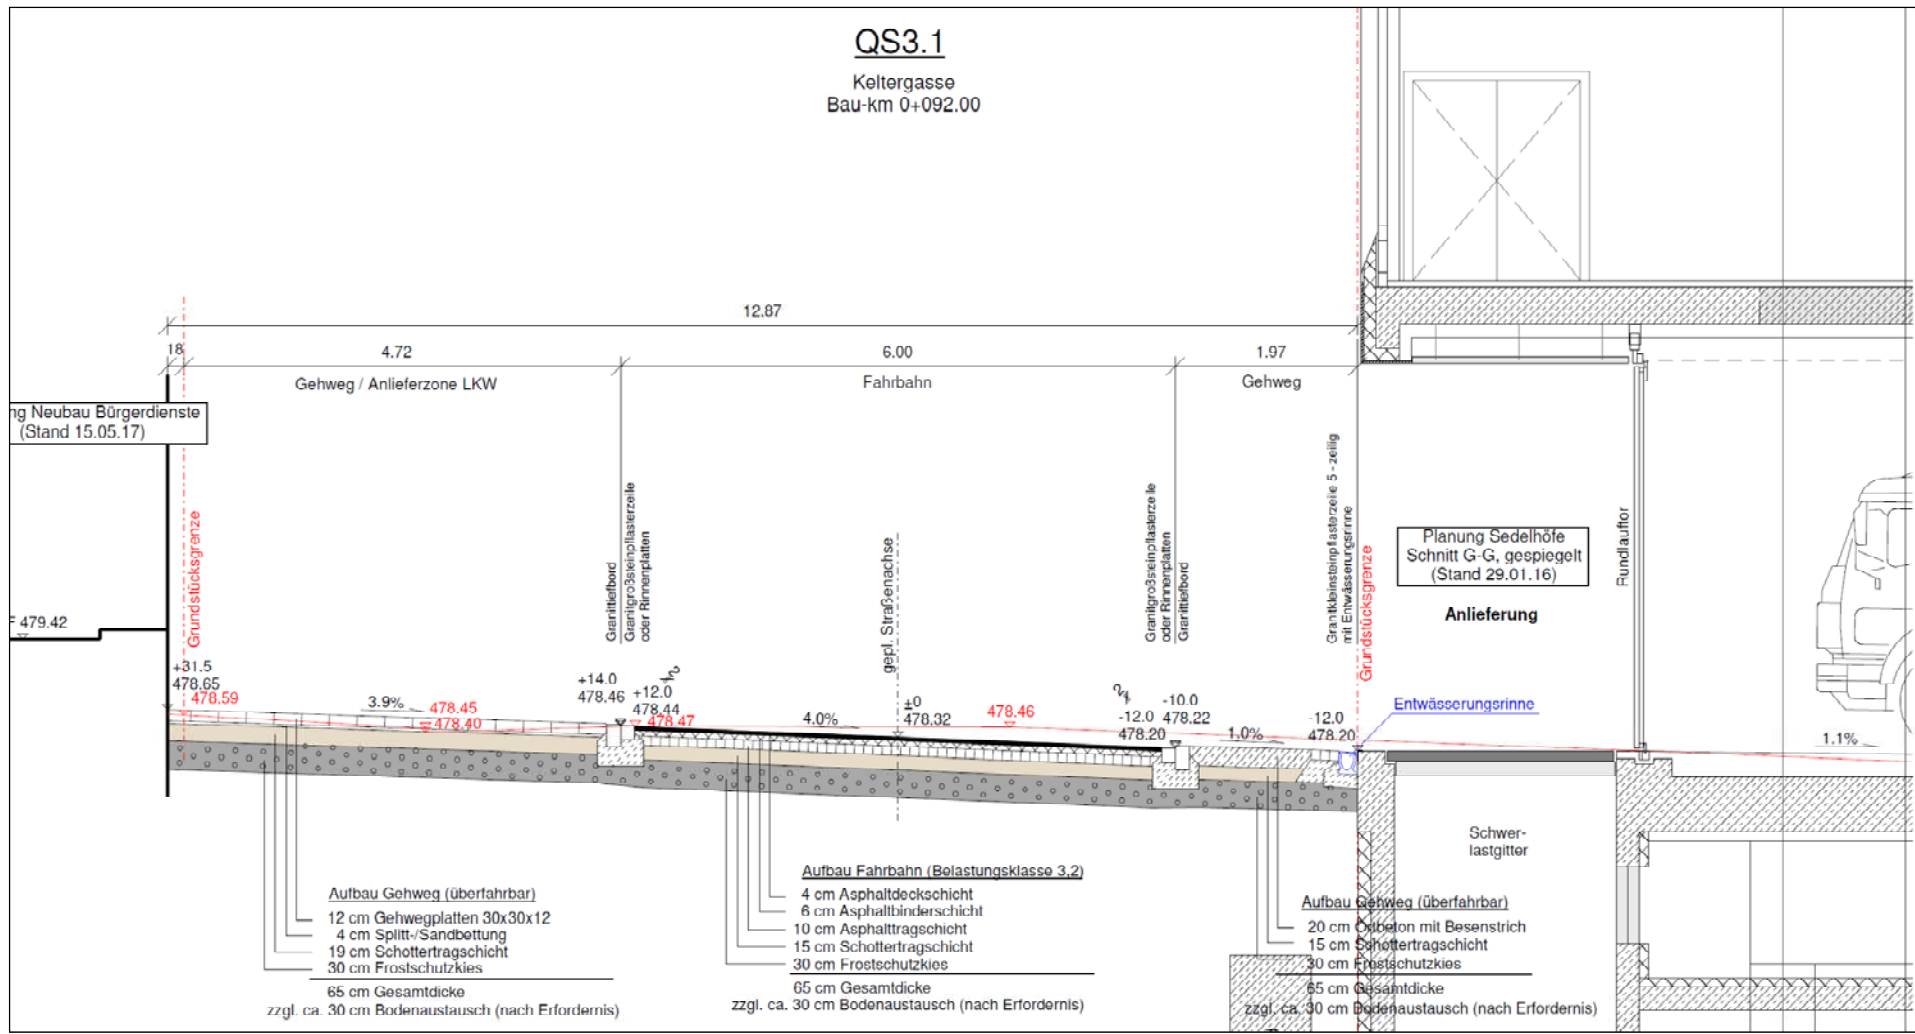 QS3.1
Keltergasse
Bau-km 0+092.00
12.87
18
4.72
6.00
1.97
Gehweg / Anlieferzone LKW
Fahrbahn
Gehweg
ng Neubau Bürgerdienste
(Stand 15.05.17)
Grundstücksgrenze
Granittiefbord
Granitgroßsteinpflasterzeile
oder Rinnenplatten
gepl. Straßenachse
Granitgroßsteinpflasterzeile
oder Rinnenplatten
Granittiefbord
Granitkleinsteinpflasterzeile 5 - zeilig
mit Entwässerungsrinne
Grundstücksgrenze
Planung Sedelhöfe
Schnitt G-G, gespiegelt
(Stand 29.01.16)
Anlieferung
Rundlauftor
F 479.42
+31.5
478.65
478.59
3.9%
478.45
478.40
+14.0
478.46
+12.0
478.44
478.47
4.0%
±0
478.32
478.46
-12.0
478.20
-10.0
478.22
1.0%
-12.0
478.20
Entwässerungsrinne
1.1%
Schwer-
lastgitter
Aufbau Gehweg (überfahrbar)
12 cm Gehwegplatten 30x30x12
4 cm Splitt-/Sandbettung
19 cm Schottertragschicht
30 cm Frostschutzkies
65 cm Gesamtdicke
zzgl. ca. 30 cm Bodenaustausch (nach Erfordernis)
Aufbau Fahrbahn (Belastungsklasse 3,2)
4 cm Asphaltdeckschicht
6 cm Asphaltbinderschicht
10 cm Asphalttragschicht
15 cm Schottertragschicht
30 cm Frostschutzkies
65 cm Gesamtdicke
zzgl. ca. 30 cm Bodenaustausch (nach Erfordernis)
Aufbau Gehweg (überfahrbar)
20 cm Ortbeton mit Besenstrich
15 cm Schottertragschicht
30 cm Frostschutzkies
65 cm Gesamtdicke
zzgl. ca. 30 cm Bodenaustausch (nach Erfordernis)